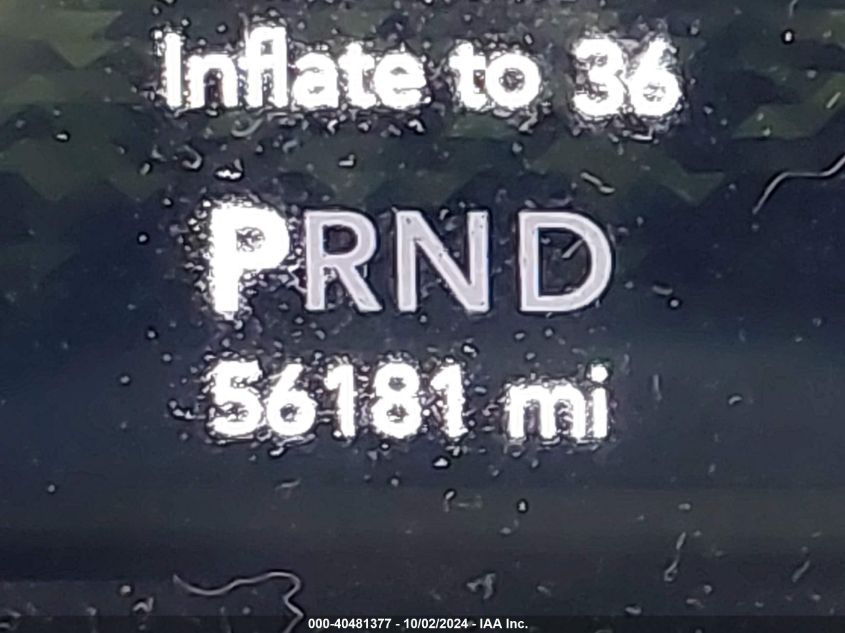 Inflate to 36
PRND
56181 mi
000-40481377 - 10/02/2024 - IAA Inc.